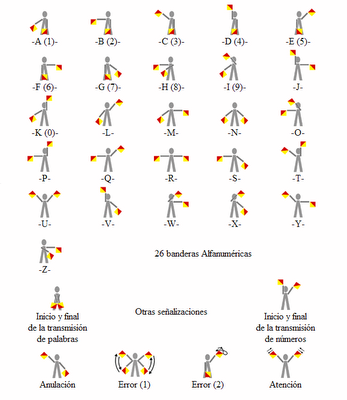 -A (1)- -B (2)- -C (3)- -D (4)- -E (5)-
-F (6)- -G (7)- -H (8)- -I (9)- -J-
-K (0)- -L- -M- -N- -O-
-P- -Q- -R- -S- -T-
-U- -V- -W- -X- -Y-
-Z- 26 banderas Alfanuméricas
Inicio y final
de la transmisión
de palabras
Otras señalizaciones
Inicio y final
de la transmisión
de números
Anulación Error (1) Error (2) Atención